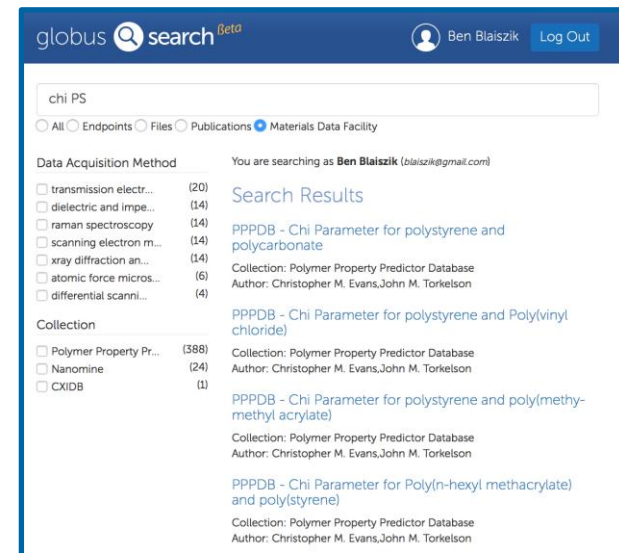 globus search Beta
Ben Blaiszik
Log Out
chi PS
All Endpoints Files Publications Materials Data Facility
Data Acquisition Method
transmission electr... (20)
dielectric and impe... (14)
raman spectroscopy (14)
scanning electron m... (14)
xray diffraction an... (14)
atomic force micros... (6)
differential scanni... (4)
Collection
Polymer Property Pr... (388)
Nanomine (24)
CXIDB (1)
You are searching as Ben Blaiszik (blaiszik@gmail.com)
Search Results
PPPDB - Chi Parameter for polystyrene and
polycarbonate
Collection: Polymer Property Predictor Database
Author: Christopher M. Evans,John M. Torkelson
PPPDB - Chi Parameter for polystyrene and Poly(vinyl
chloride)
Collection: Polymer Property Predictor Database
Author: Christopher M. Evans,John M. Torkelson
PPPDB - Chi Parameter for polystyrene and poly(methy-
methyl acrylate)
Collection: Polymer Property Predictor Database
Author: Christopher M. Evans,John M. Torkelson
PPPDB - Chi Parameter for Poly(n-hexyl methacrylate)
and poly(styrene)
Collection: Polymer Property Predictor Database
Author: Christopher M. Evans,John M. Torkelson